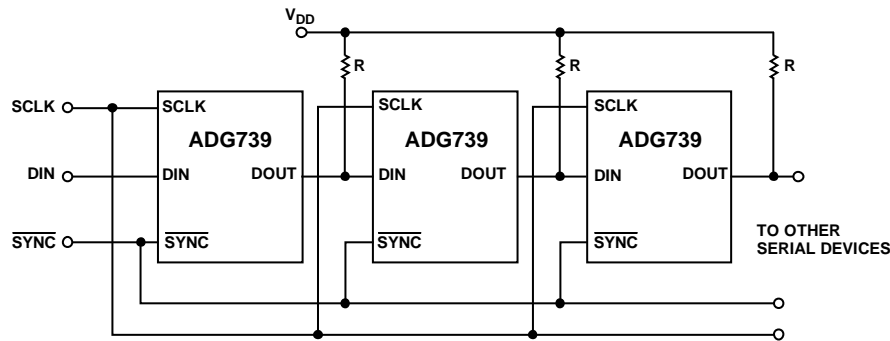 VDD
R R R
SCLK SCLK SCLK SCLK
ADG739 ADG739 ADG739
DIN DIN DOUT DIN DOUT DIN DOUT
SYNC SYNC SYNC SYNC
TO OTHER
SERIAL DEVICES